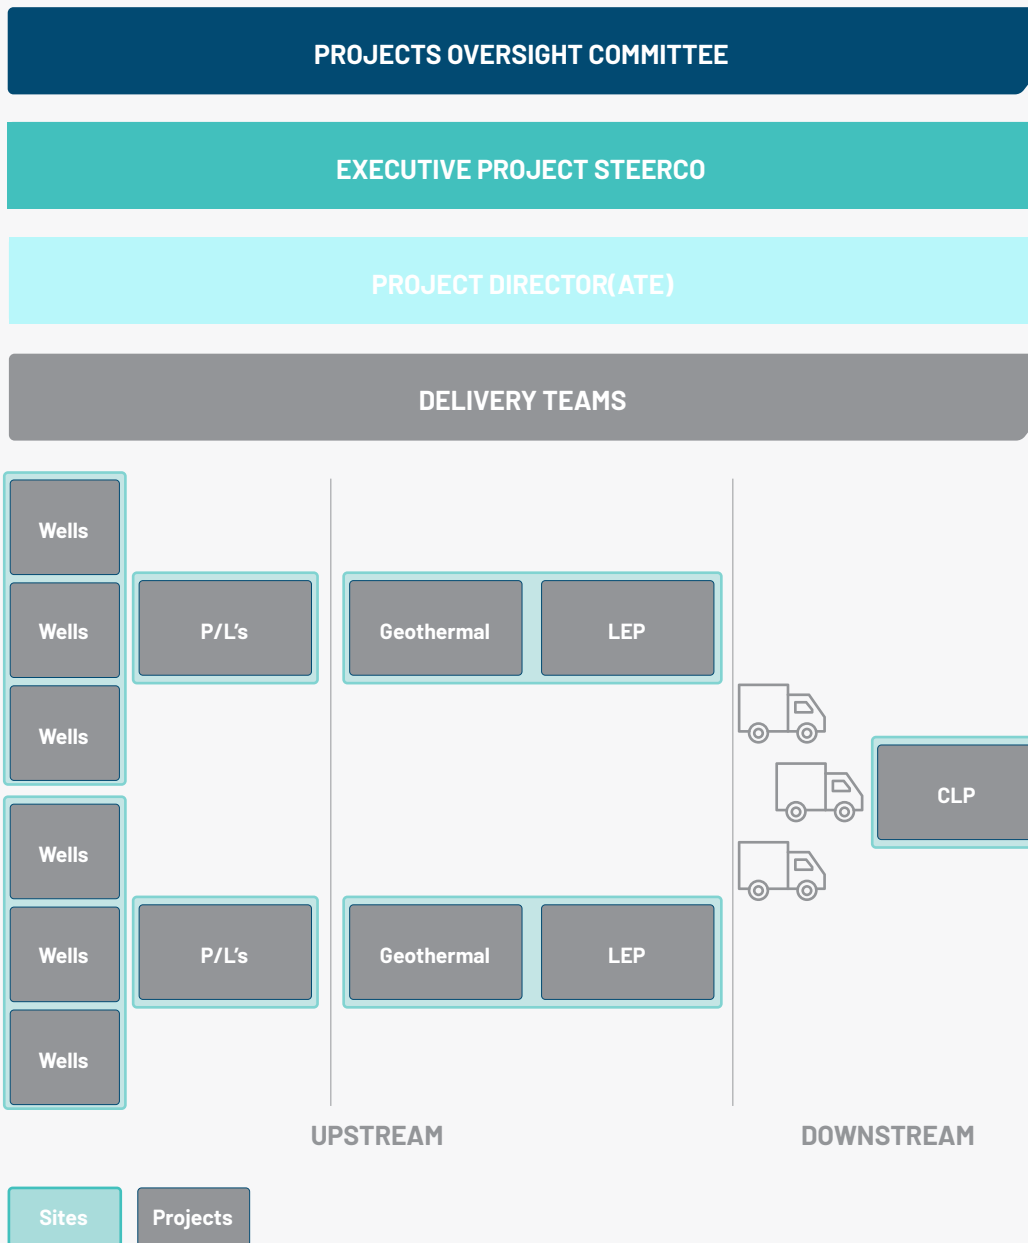 PROJECTS OVERSIGHT COMMITTEE
EXECUTIVE PROJECT STEERCO
PROJECT DIRECTOR(ATE)
DELIVERY TEAMS
Wells
Wells
P/L's
Geothermal
LEP
Wells
CLP
Wells
Wells
P/L's
Geothermal
LEP
Wells
UPSTREAM
DOWNSTREAM
Sites
Projects